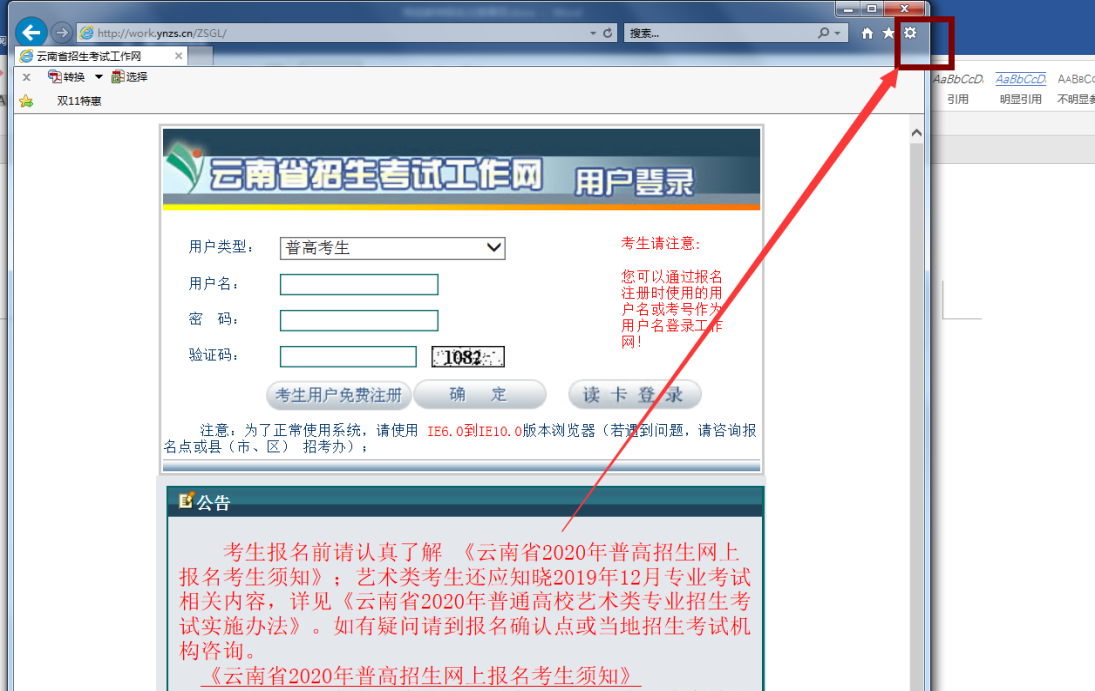 http://work.ynzs.cn/ZSGL/
搜索...
云南省招生考试工作网
转换 选择
双11特惠
AaBbCcD. AaBbCcD. AABBCC
引用 明显引用 不明显参
云南省招生考试工作网 用户登录
用户类型： 普高考生
用户名：
密 码：
验证码： 1082
考生请注意:
您可以通过报名
注册时使用的用
户名或考号作为
用户名登录工作
网！
考生用户免费注册 确 定 读 卡 登 录
注意：为了正常使用系统，请使用 IE6.0到IE10.0版本浏览器（若遇到问题，请咨询报
名点或县（市、区） 招考办）；
公告
考生报名前请认真了解 《云南省2020年普高招生网上
报名考生须知》；艺术类考生还应知晓2019年12月专业考试
相关内容，详见《云南省2020年普通高校艺术类专业招生考
试实施办法》。如有疑问请到报名确认点或当地招生考试机
构咨询。
《云南省2020年普高招生网上报名考生须知》